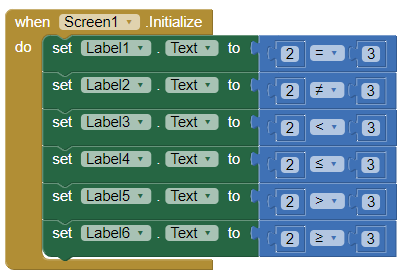 when Screen1 .Initialize
do set Label1 . Text to 2 = 3
set Label2 . Text to 2 ≠ 3
set Label3 . Text to 2 < 3
set Label4 . Text to 2 ≤ 3
set Label5 . Text to 2 > 3
set Label6 . Text to 2 ≥ 3